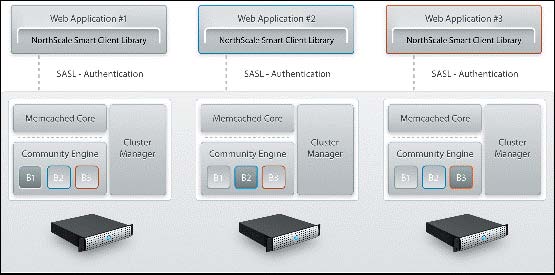 Web Application #1
NorthScale Smart Client Library
Web Application #2
NorthScale Smart Client Library
Web Application #3
NorthScale Smart Client Library
SASL - Authentication
SASL - Authentication
SASL - Authentication
Memcached Core
Community Engine
B1 B2 B3
Cluster
Manager
Memcached Core
Community Engine
B1 B2 B3
Cluster
Manager
Memcached Core
Community Engine
B1 B2 B3
Cluster
Manager